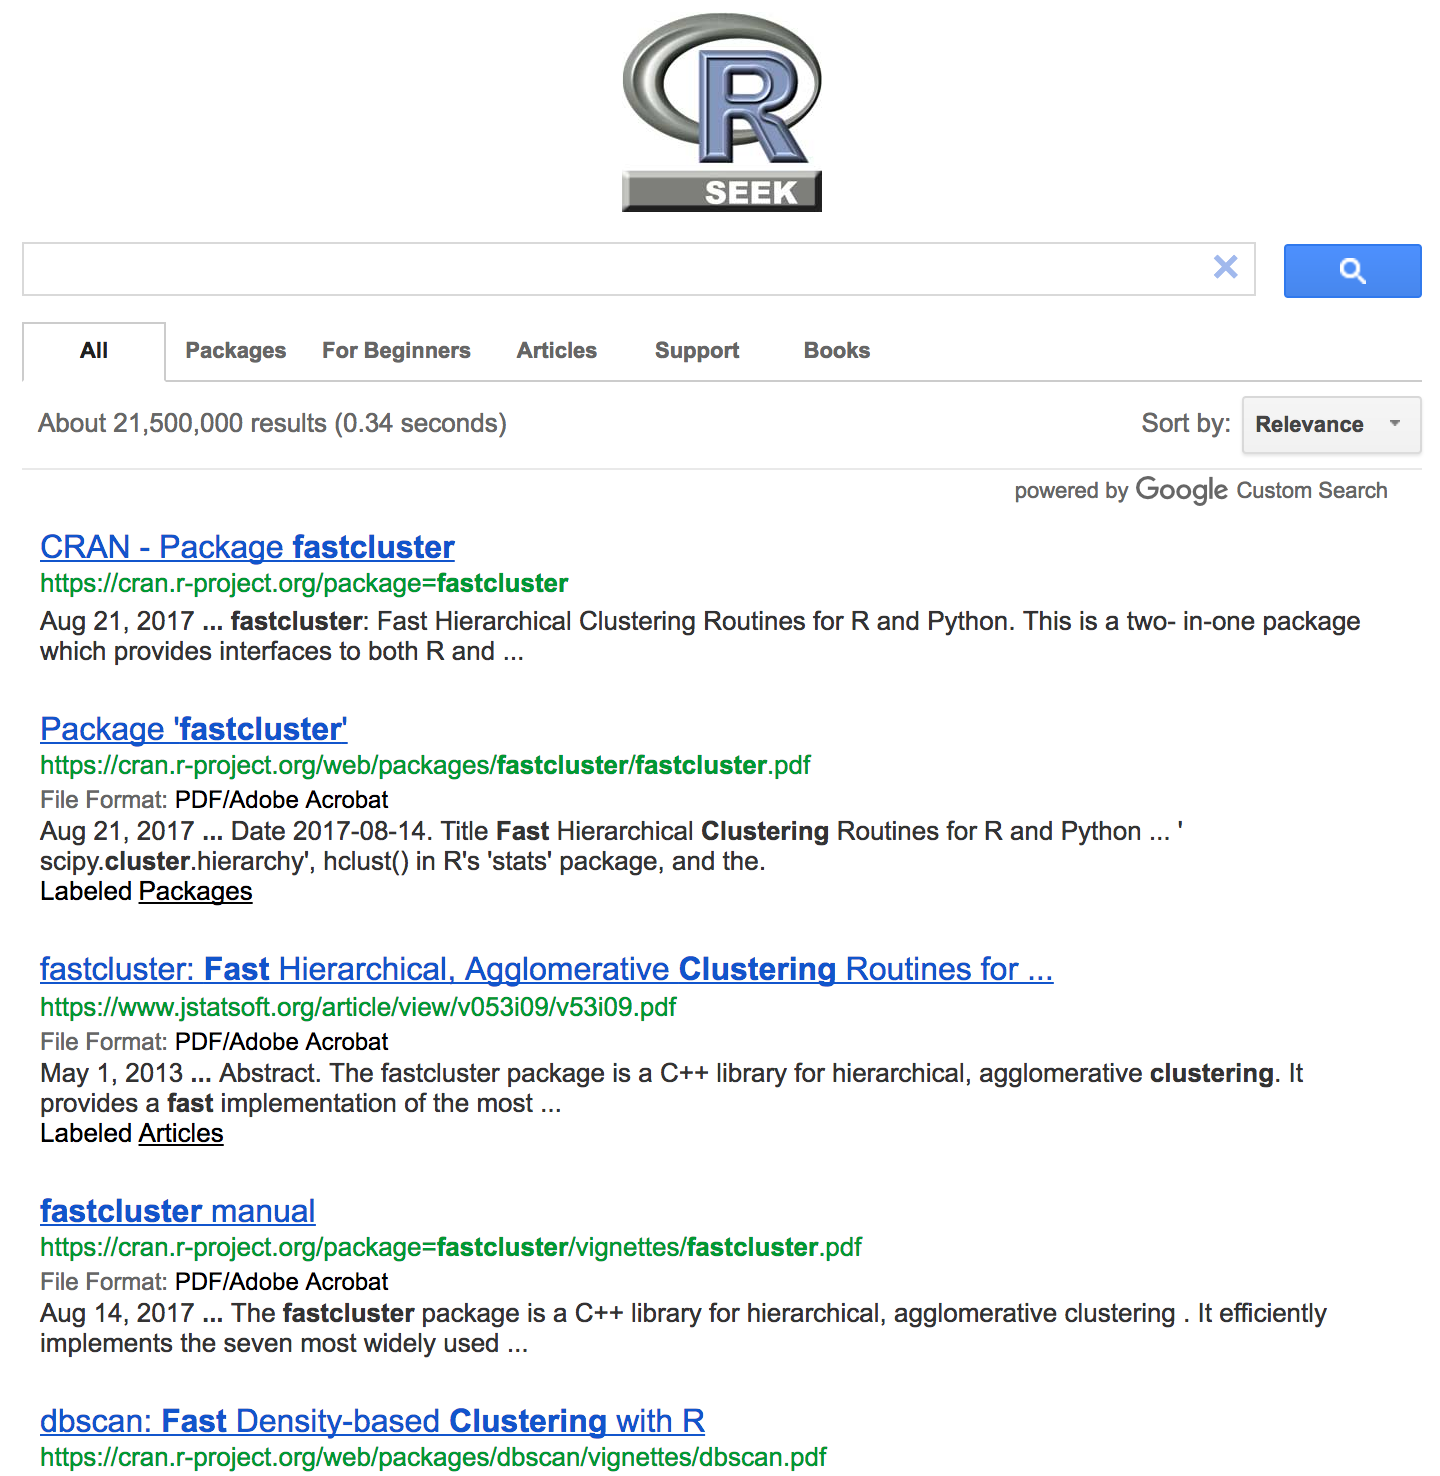 R
SEEK
All
Packages
For Beginners
Articles
Support
Books
About 21,500,000 results (0.34 seconds)
Sort by:
Relevance
powered by Google Custom Search
CRAN - Package fastcluster
https://cran.r-project.org/package=fastcluster
Aug 21, 2017 ... fastcluster: Fast Hierarchical Clustering Routines for R and Python. This is a two- in-one package
which provides interfaces to both R and ...
Package 'fastcluster'
https://cran.r-project.org/web/packages/fastcluster/fastcluster.pdf
File Format: PDF/Adobe Acrobat
Aug 21, 2017 ... Date 2017-08-14. Title Fast Hierarchical Clustering Routines for R and Python ... '
scipy.cluster.hierarchy', hclust() in R's 'stats' package, and the.
Labeled Packages
fastcluster: Fast Hierarchical, Agglomerative Clustering Routines for ...
https://www.jstatsoft.org/article/view/v053i09/v53i09.pdf
File Format: PDF/Adobe Acrobat
May 1, 2013 ... Abstract. The fastcluster package is a C++ library for hierarchical, agglomerative clustering. It
provides a fast implementation of the most ...
Labeled Articles
fastcluster manual
https://cran.r-project.org/package=fastcluster/vignettes/fastcluster.pdf
File Format: PDF/Adobe Acrobat
Aug 14, 2017 ... The fastcluster package is a C++ library for hierarchical, agglomerative clustering . It efficiently
implements the seven most widely used ...
dbscan: Fast Density-based Clustering with R
https://cran.r-project.org/web/packages/dbscan/vignettes/dbscan.pdf